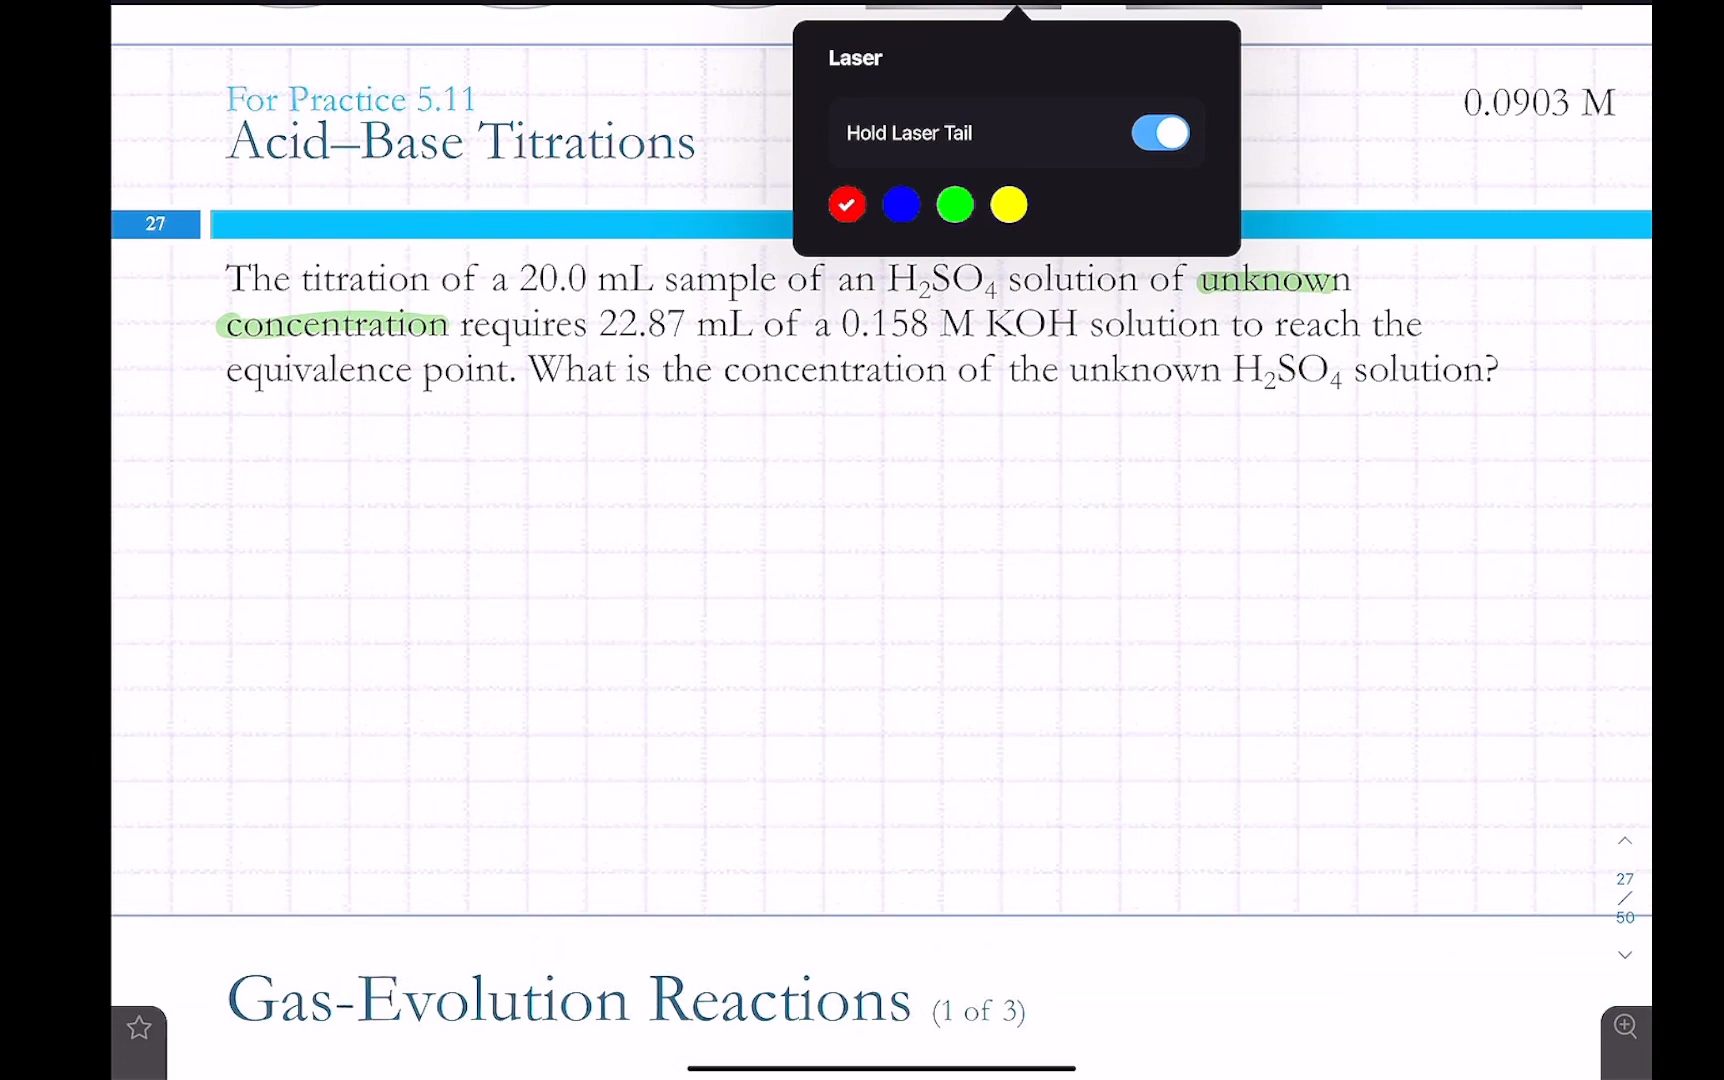 Laser
Hold Laser Tail
For Practice 5.11
Acid–Base Titrations
0.0903 M
27
The titration of a 20.0 mL sample of an H₂SO₄ solution of unknown
concentration requires 22.87 mL of a 0.158 M KOH solution to reach the
equivalence point. What is the concentration of the unknown H₂SO₄ solution?
27
/
50
Gas-Evolution Reactions (1 of 3)